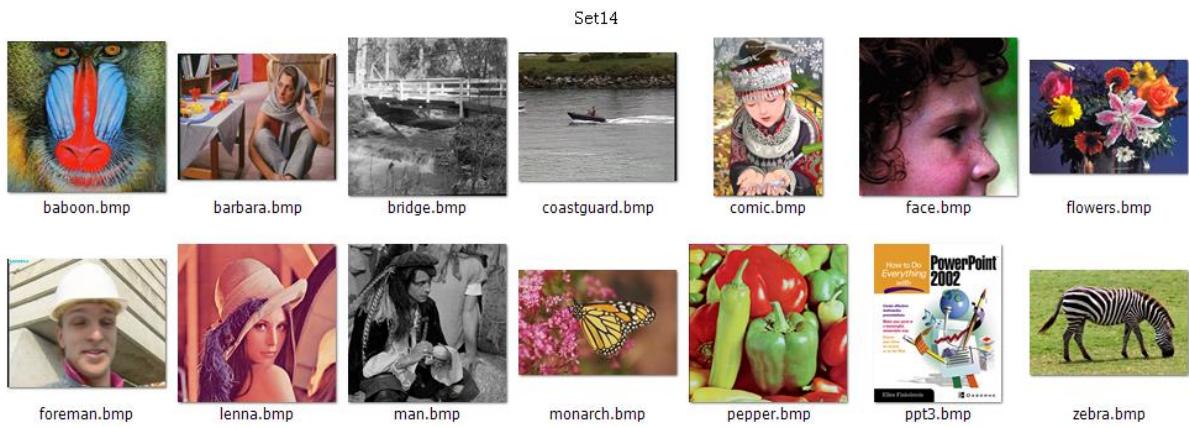 Set14
baboon.bmp
barbara.bmp
bridge.bmp
coastguard.bmp
comic.bmp
face.bmp
flowers.bmp
How to Do
Everything
with
PowerPoint
2002
foreman.bmp
lenna.bmp
man.bmp
monarch.bmp
pepper.bmp
ppt3.bmp
zebra.bmp